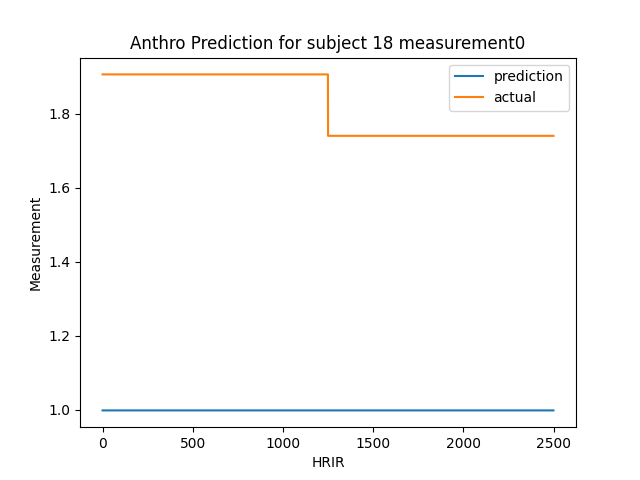 Anthro Prediction for subject 18 measurement0
prediction
actual
Measurement
1.8
1.6
1.4
1.2
1.0
0 500 1000 1500 2000 2500
HRIR